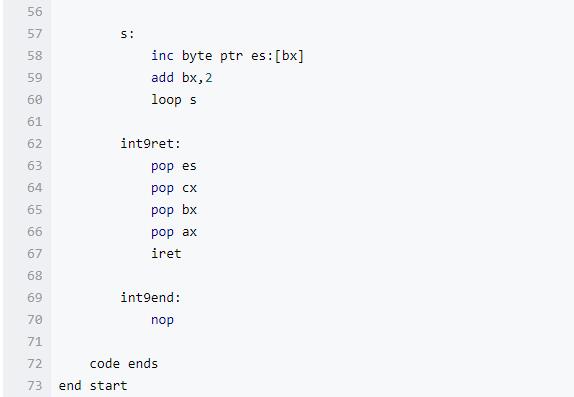 56
57 s:
58 inc byte ptr es:[bx]
59 add bx,2
60 loop s
61
62 int9ret:
63 pop es
64 pop cx
65 pop bx
66 pop ax
67 iret
68
69 int9end:
70 nop
71
72 code ends
73 end start